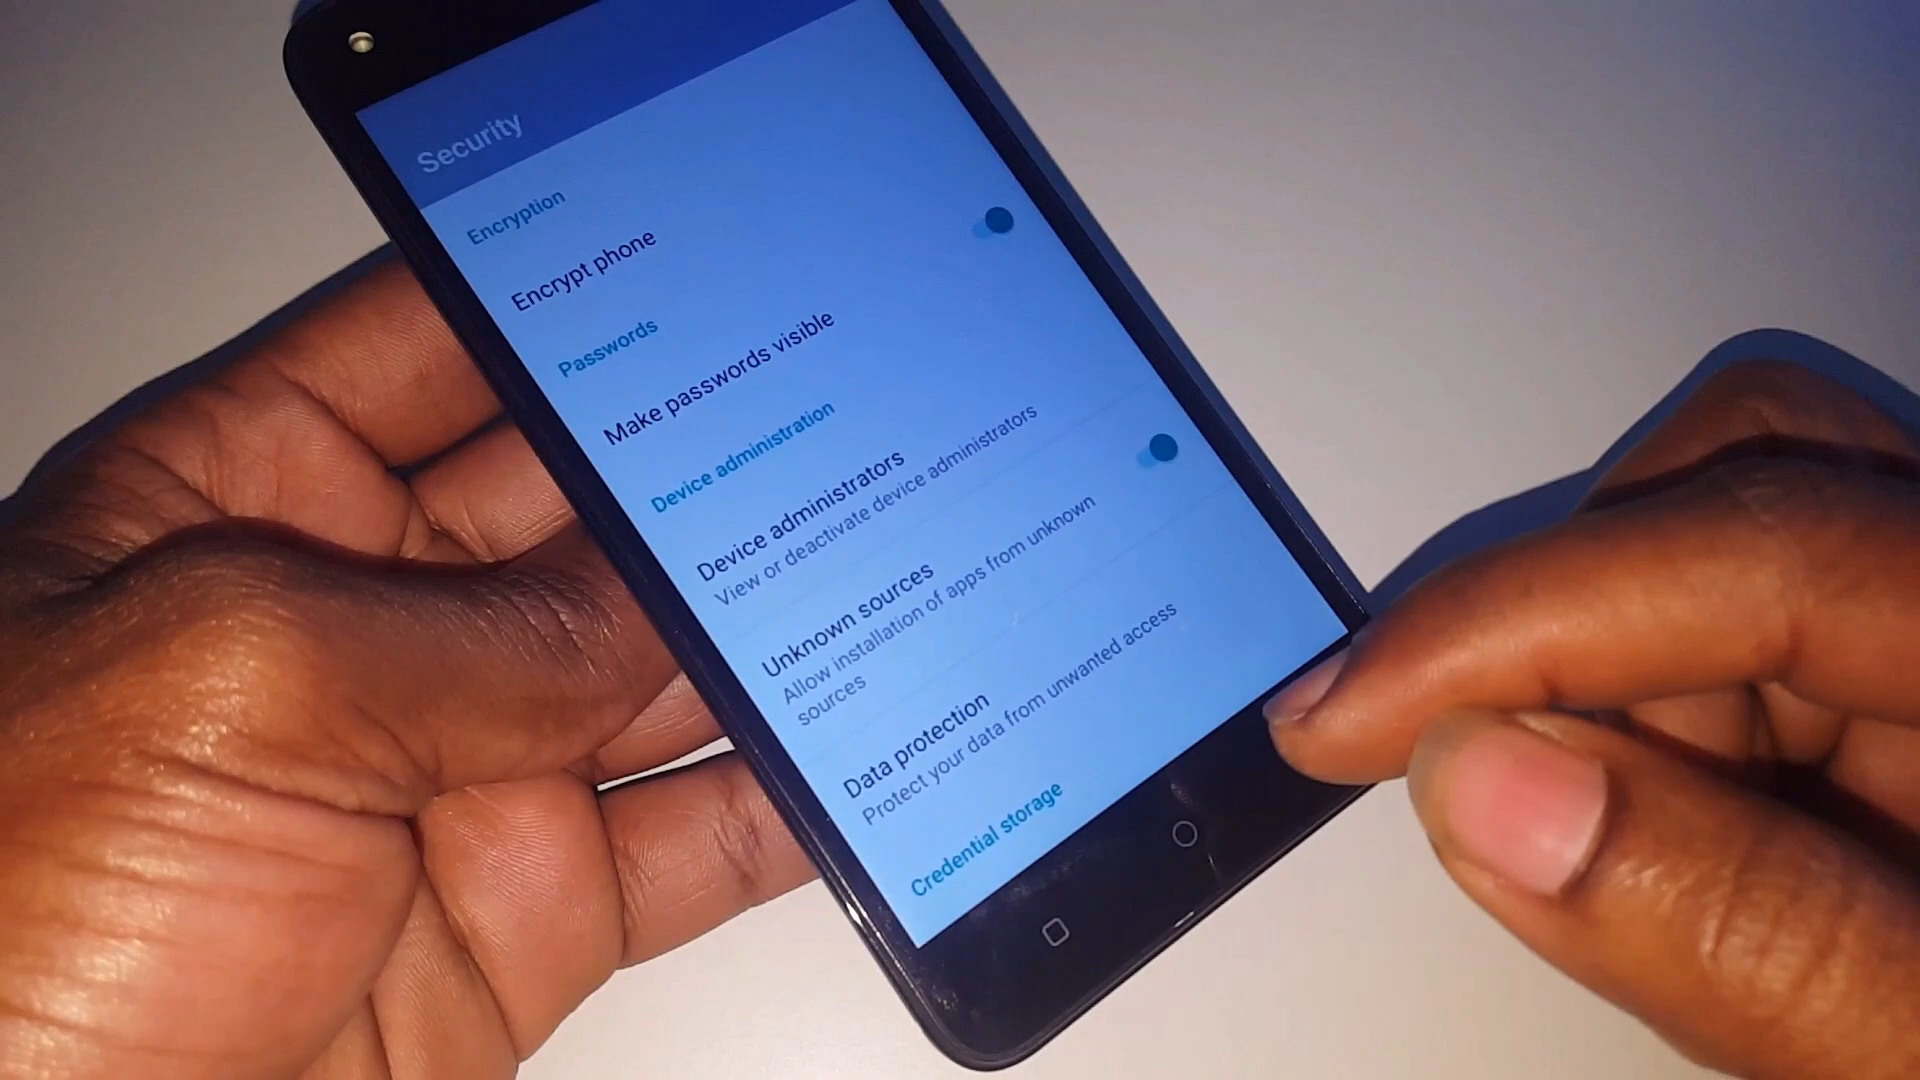 Security
Encryption
Encrypt phone
Passwords
Make passwords visible
Device administration
Device administrators
View or deactivate device administrators
Unknown sources
Allow installation of apps from unknown
sources
Data protection
Protect your data from unwanted access
Credential storage